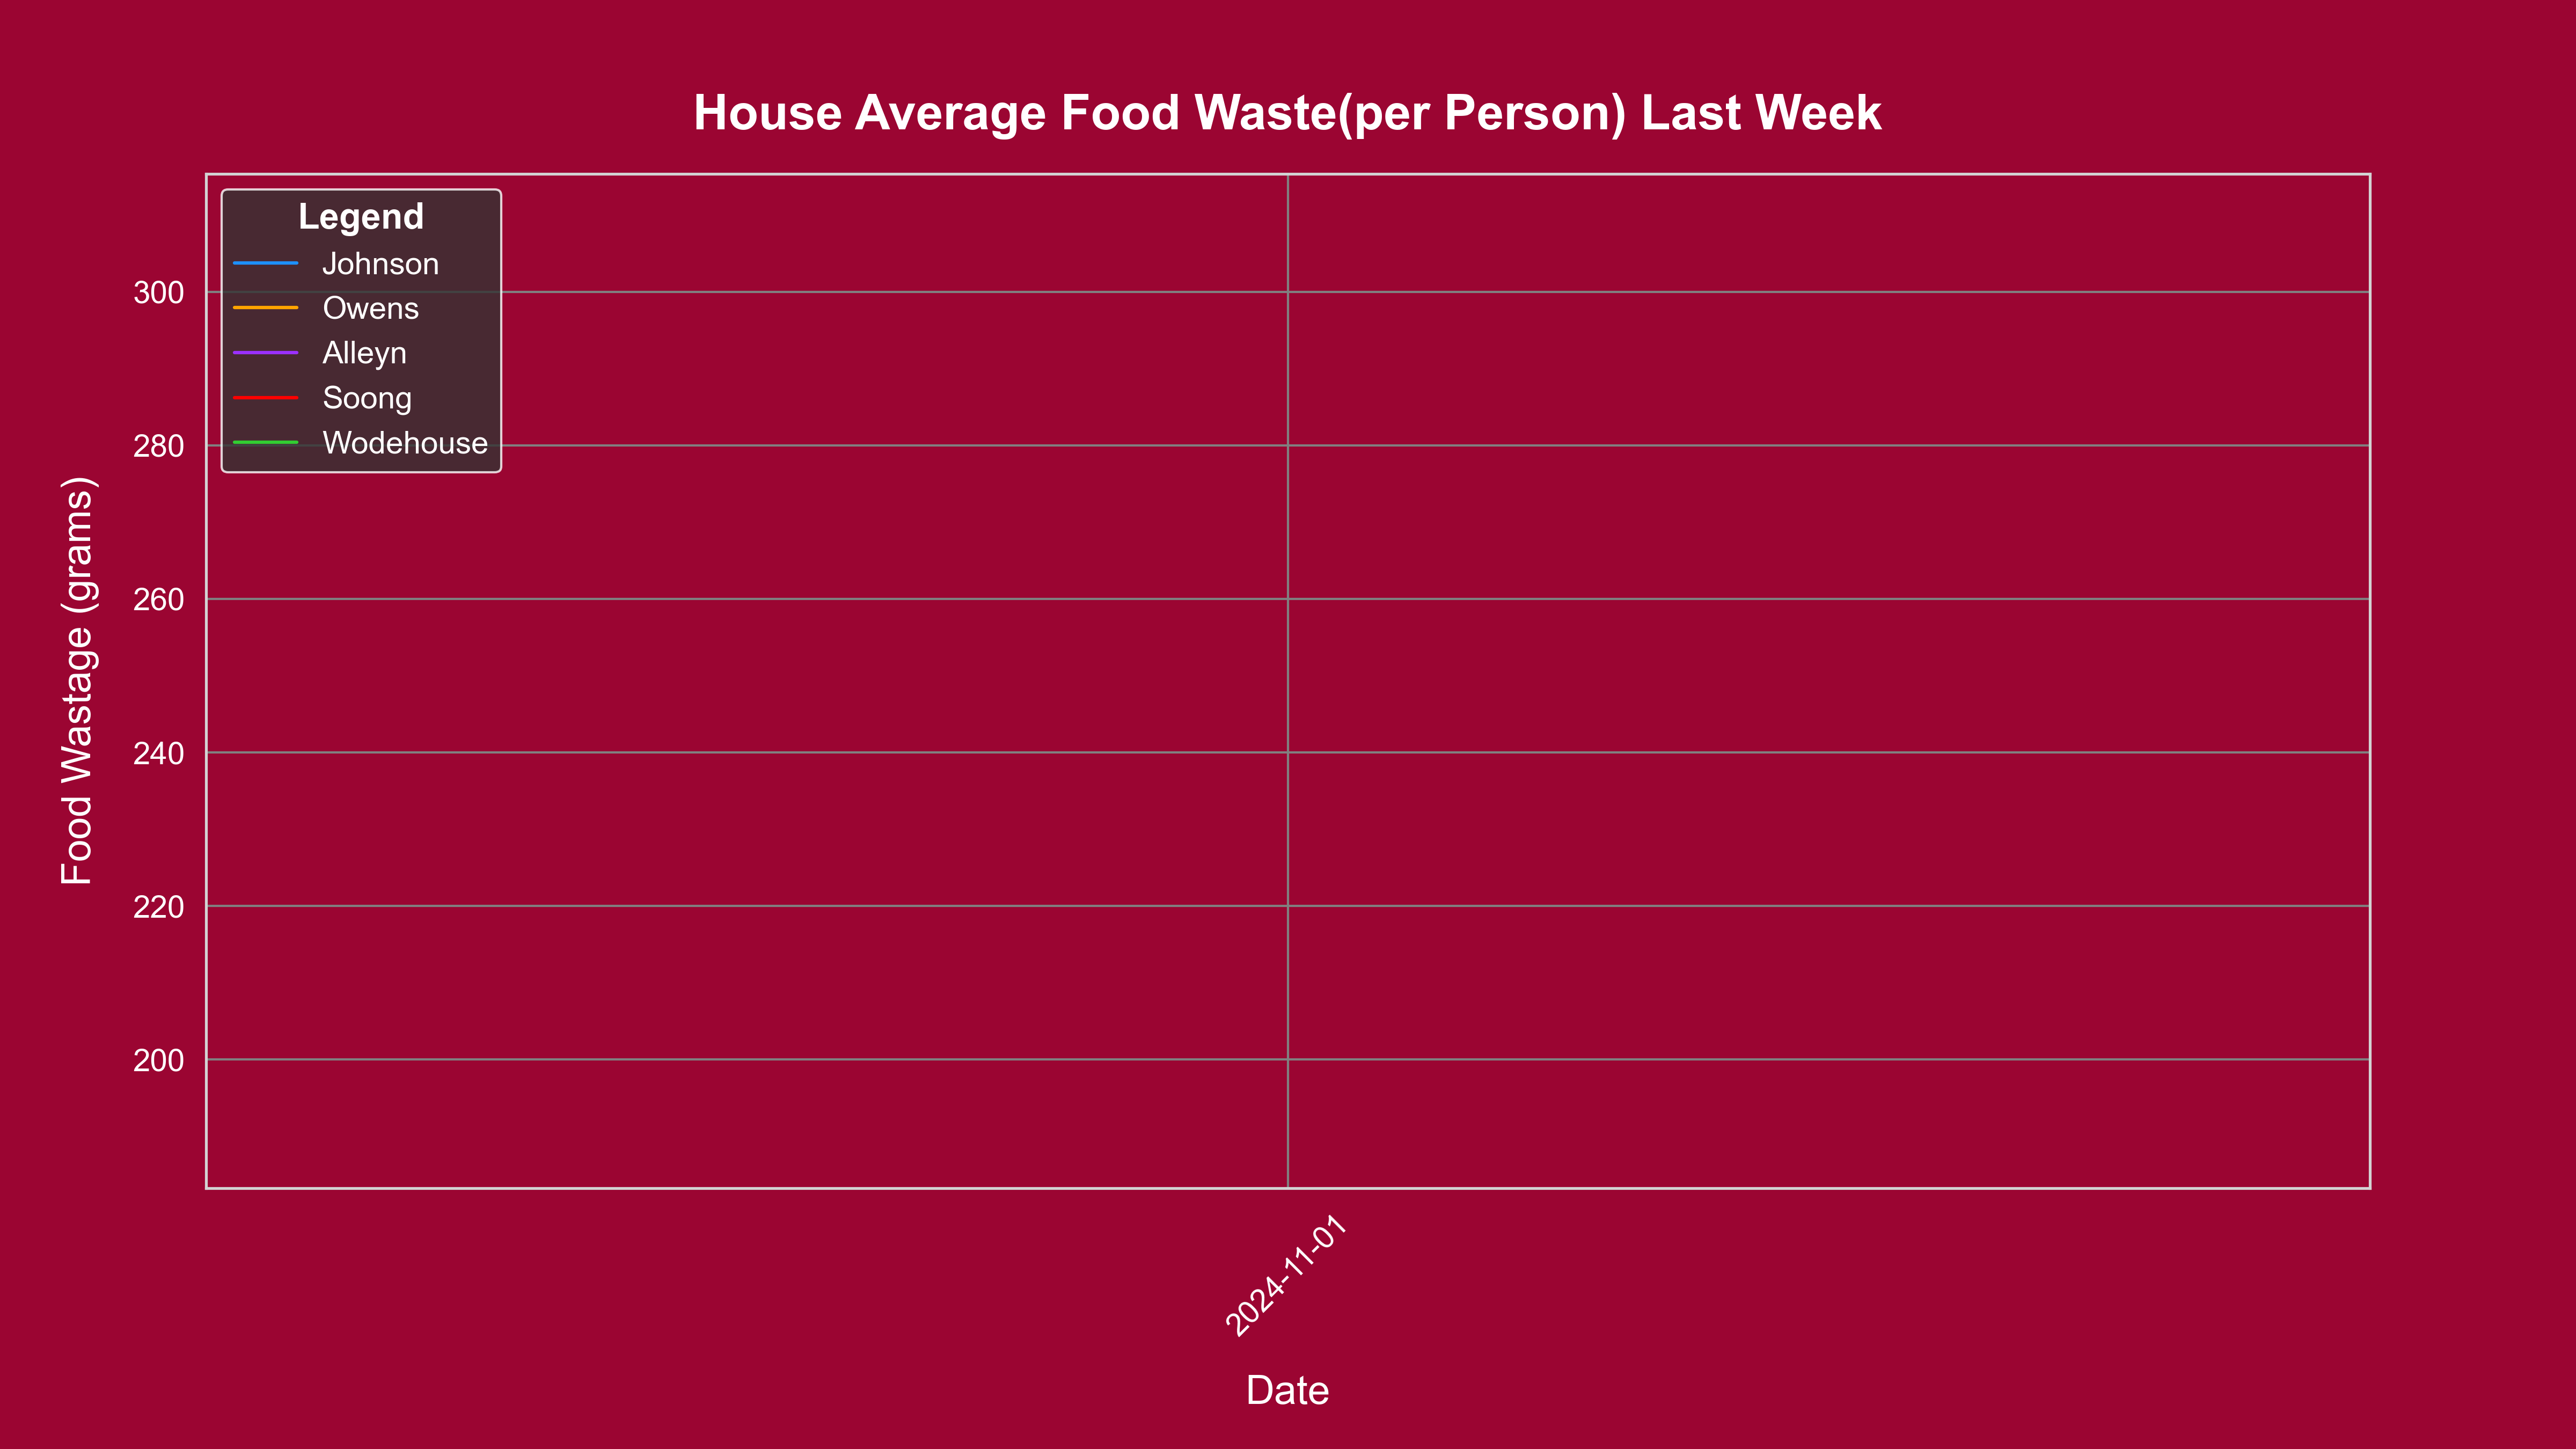 House Average Food Waste(per Person) Last Week
Legend
Johnson
Owens
Alleyn
Soong
Wodehouse
Food Wastage (grams)
300
280
260
240
220
200
2024-11-01
Date